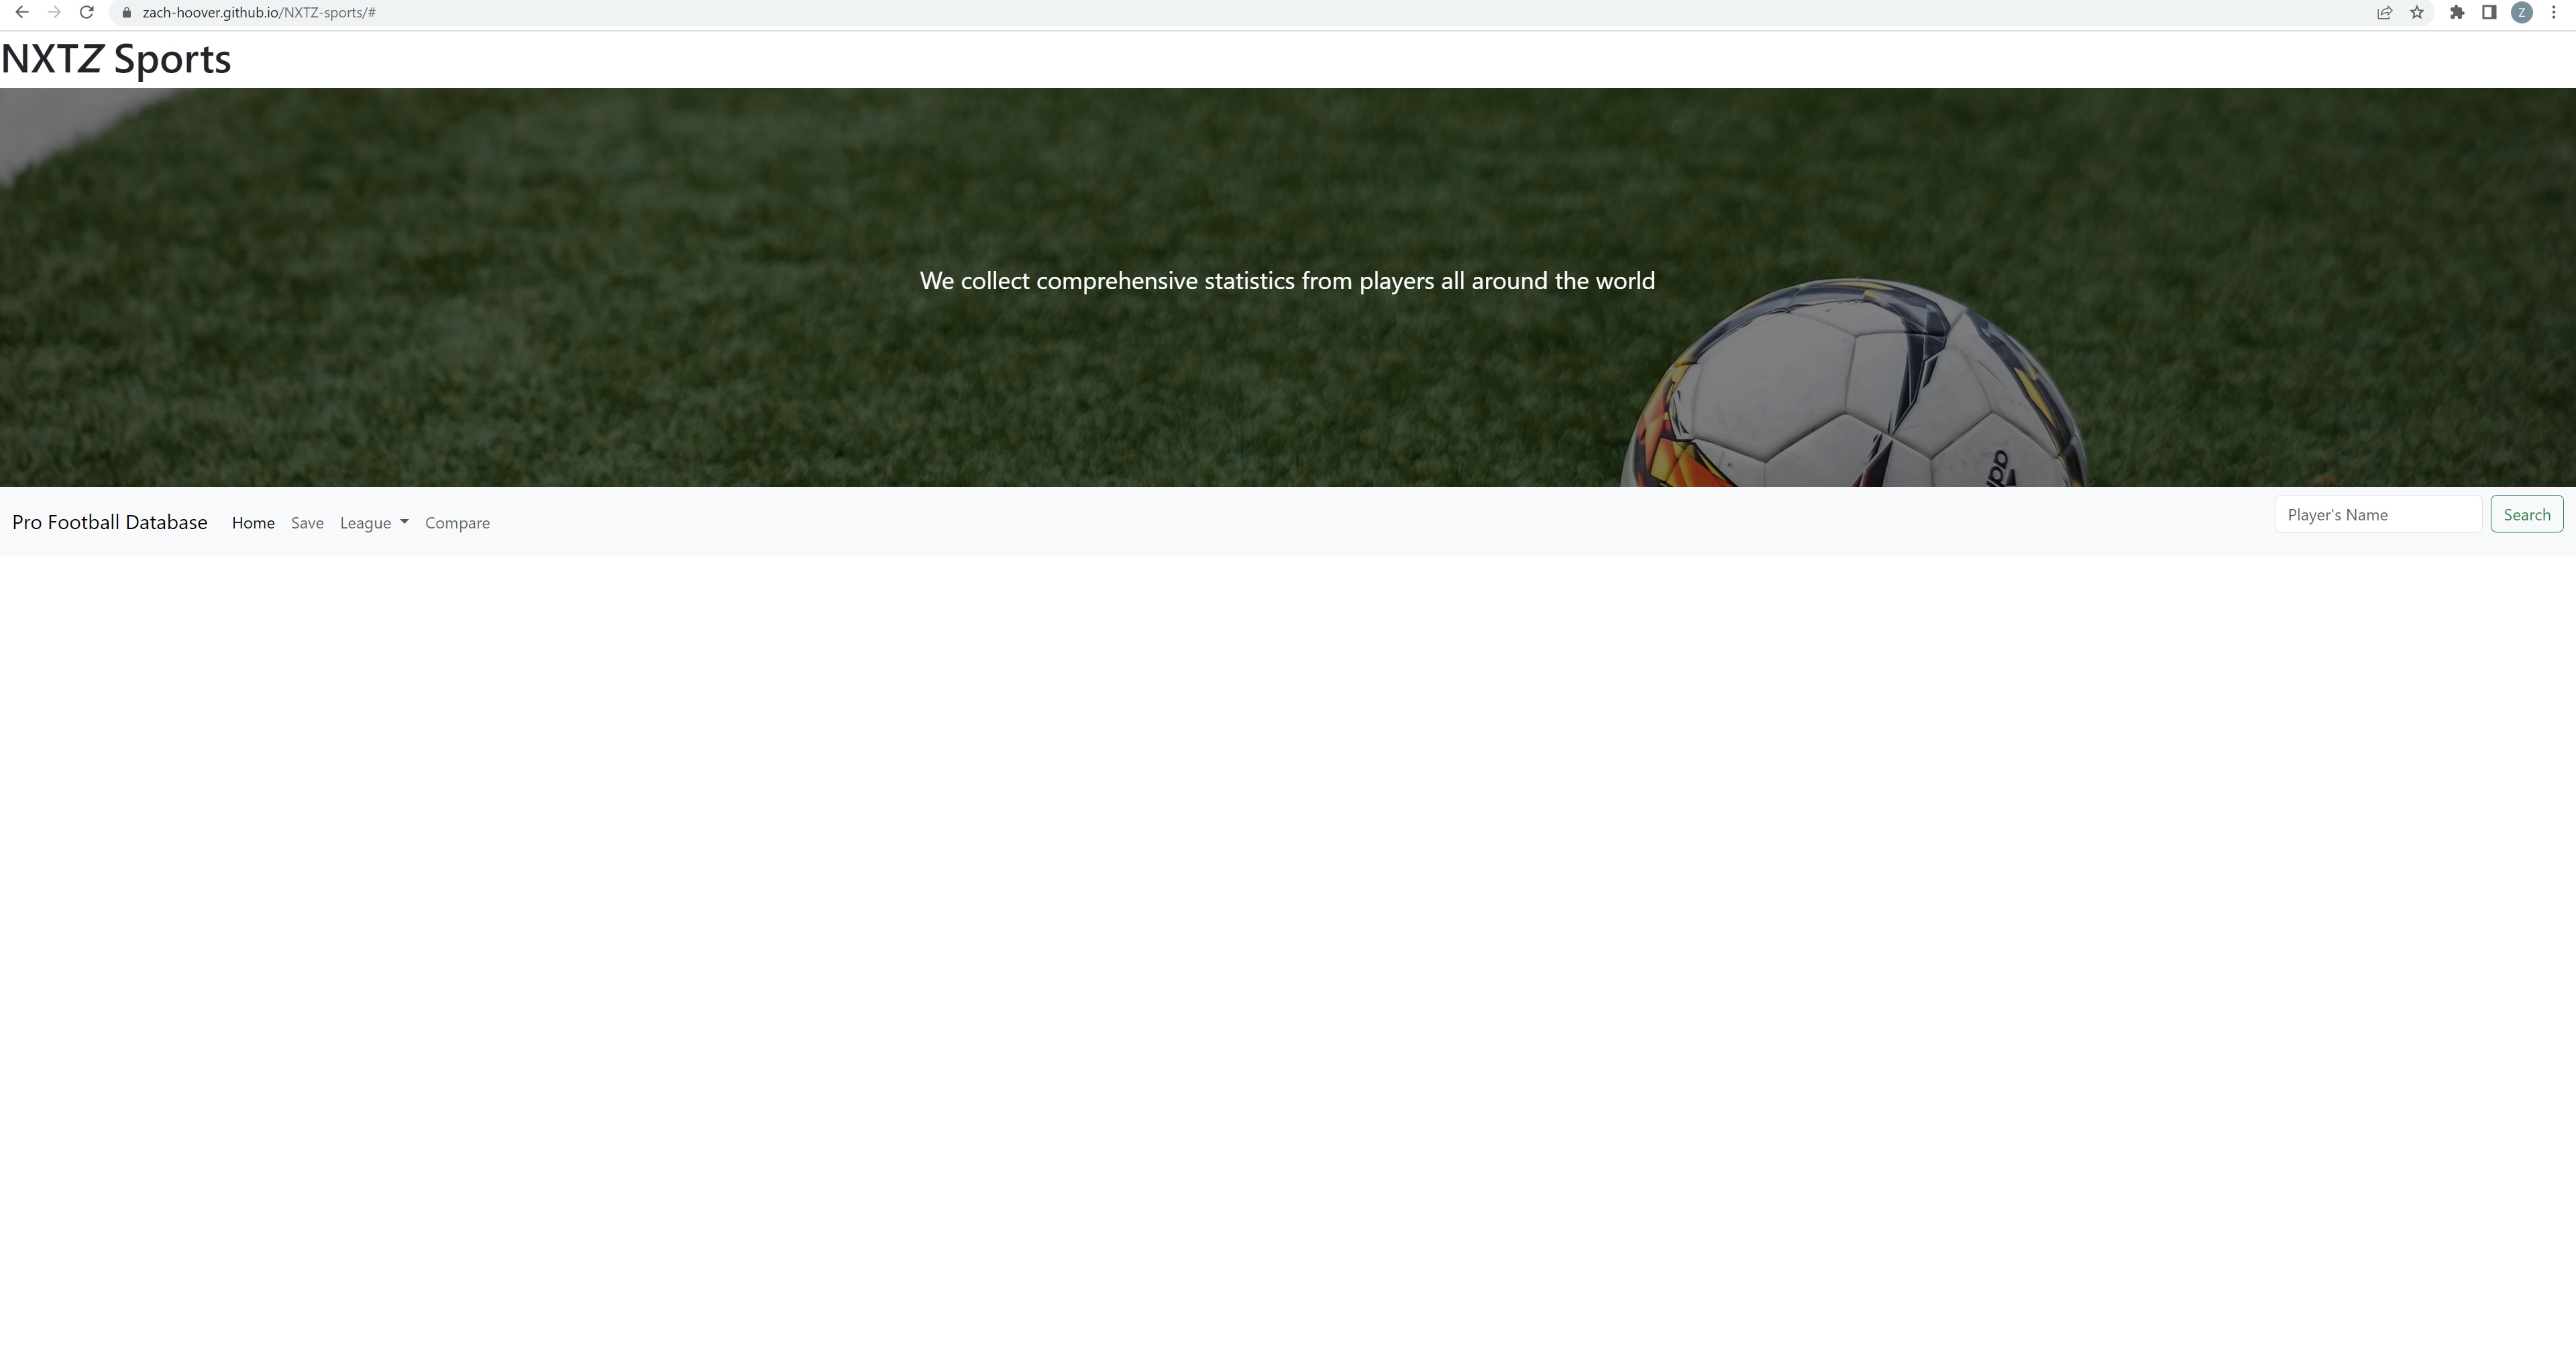 zach-hoover.github.io/NXTZ-sports/#
Z
NXTZ Sports
We collect comprehensive statistics from players all around the world
Pro Football Database Home Save League Compare Player's Name Search